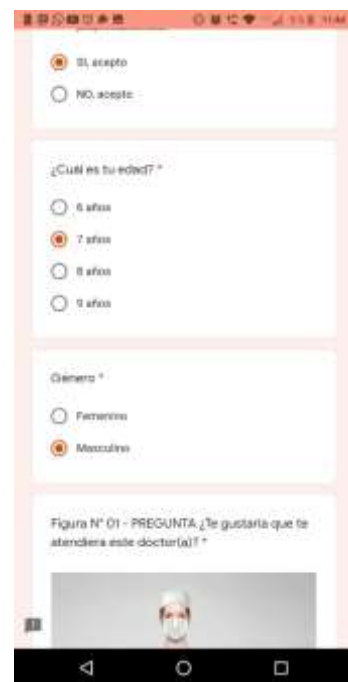 SI, acepto
NO, acepto
¿Cuál es tu edad? *
6 años
7 años
8 años
9 años
Género *
Femenino
Masculino
Figura N° 01 - PREGUNTA ¿Te gustaría que te
atendiera este doctor(a)? *